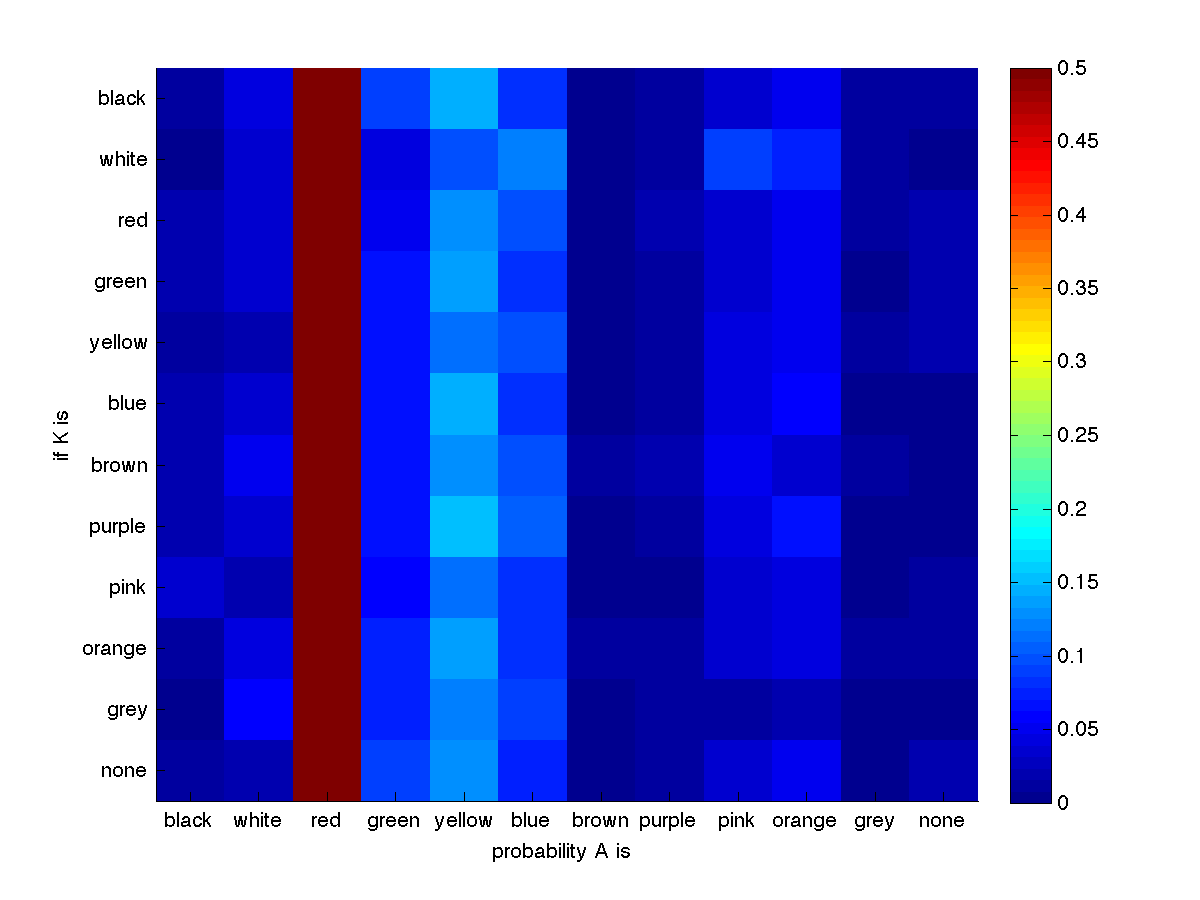 black
white
red
green
yellow
blue
brown
purple
pink
orange
grey
none
if K is
black white red green yellow blue brown purple pink orange grey none
probability A is
0.5
0.45
0.4
0.35
0.3
0.25
0.2
0.15
0.1
0.05
0